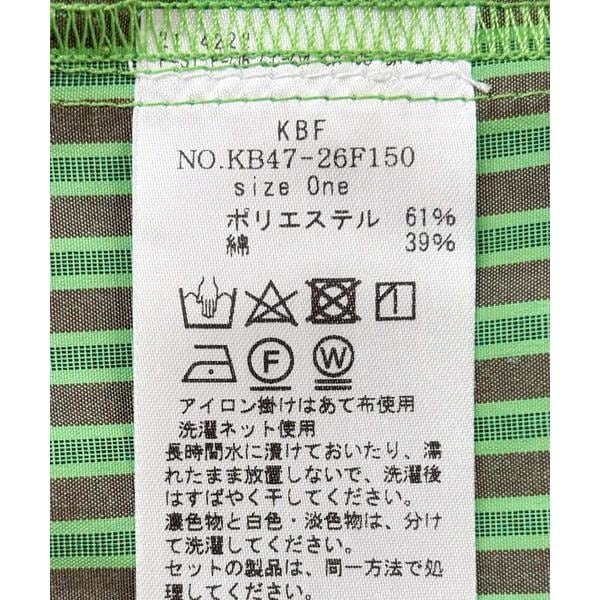 21 4222
KBF
NO.KB47-26F150
size One
ポリエステル 61%
綿 39%
F W
アイロン掛けはあて布使用
洗濯ネット使用
長時間水に漬けておいたり、濡
れたまま放置しないで、洗濯後
はすばやく干してください。
濃色物と白色・淡色物は、分け
て洗濯してください。
セットの製品は、同一方法で処
理してください。